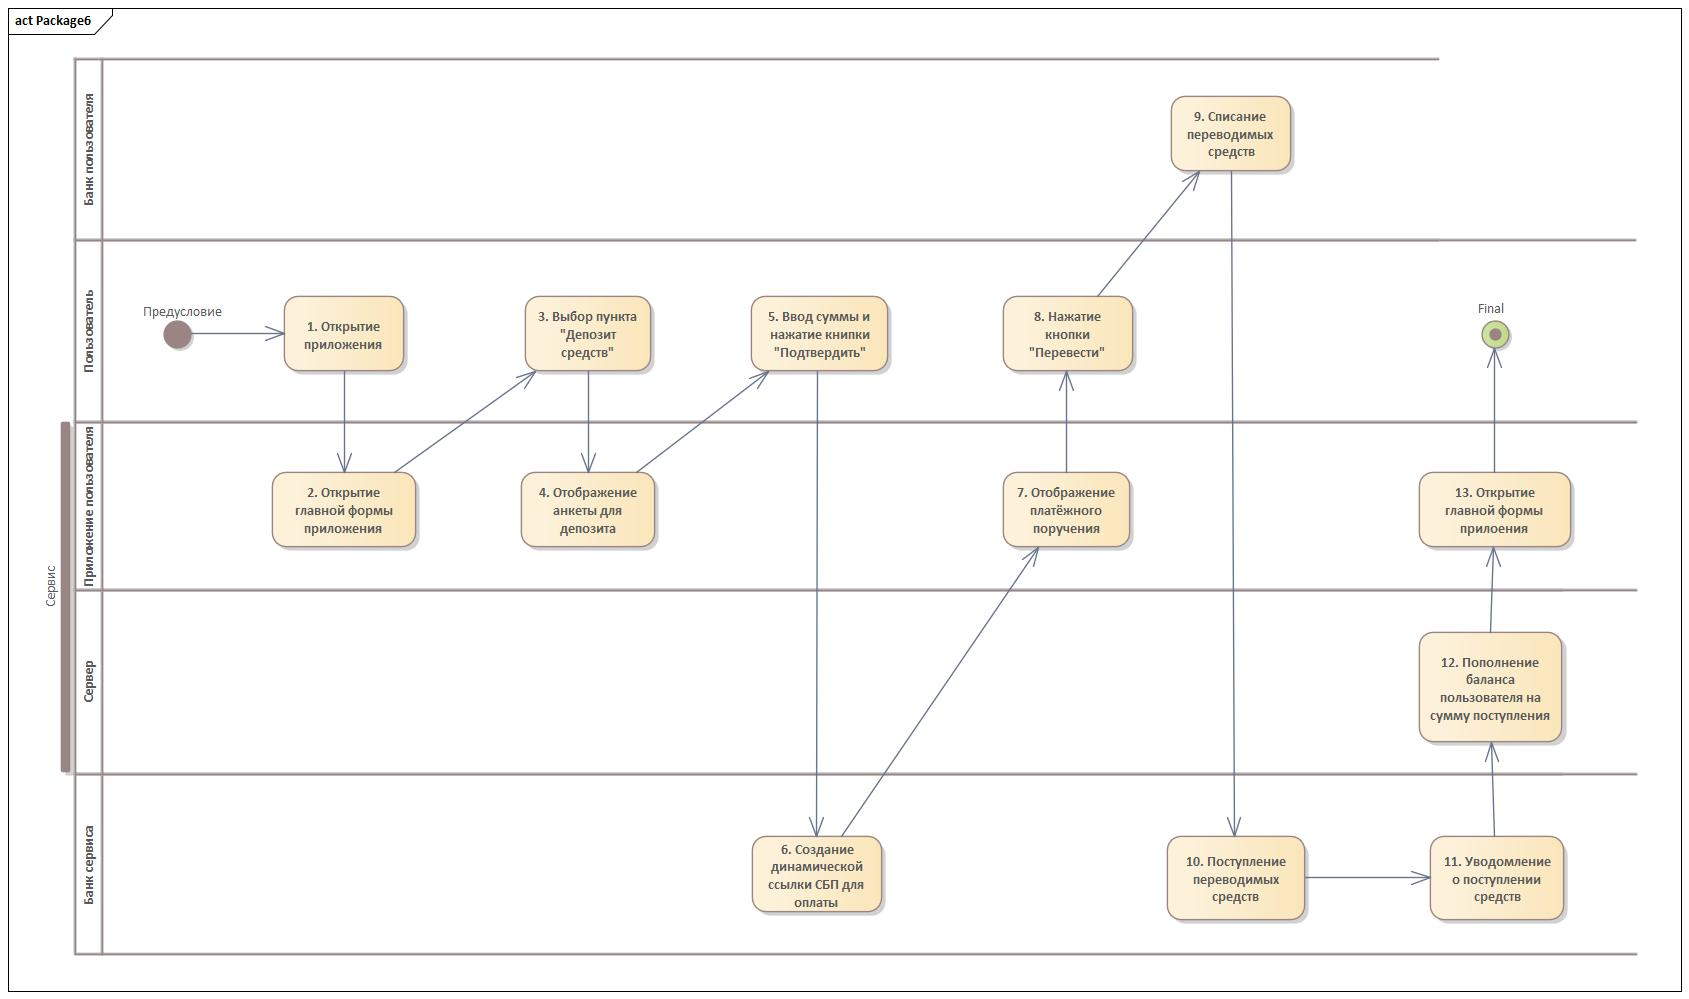 act Package6
Банк пользователя
9. Списание
переводимых
средств
Пользователь
Предусловие
1. Открытие
приложения
3. Выбор пункта
"Депозит
средств"
5. Ввод суммы и
нажатие книпки
"Подтвердить"
8. Нажатие
кнопки
"Перевести"
Final
Сервис
Приложение пользователя
2. Открытие
главной формы
приложения
4. Отображение
анкеты для
депозита
7. Отображение
платёжного
поручения
13. Открытие
главной формы
прилоения
Сервер
12. Пополнение
баланса
пользователя на
сумму поступления
Банк сервиса
6. Создание
динамической
ссылки СБП для
оплаты
10. Поступление
переводимых
средств
11. Уводомление
о поступлении
средств